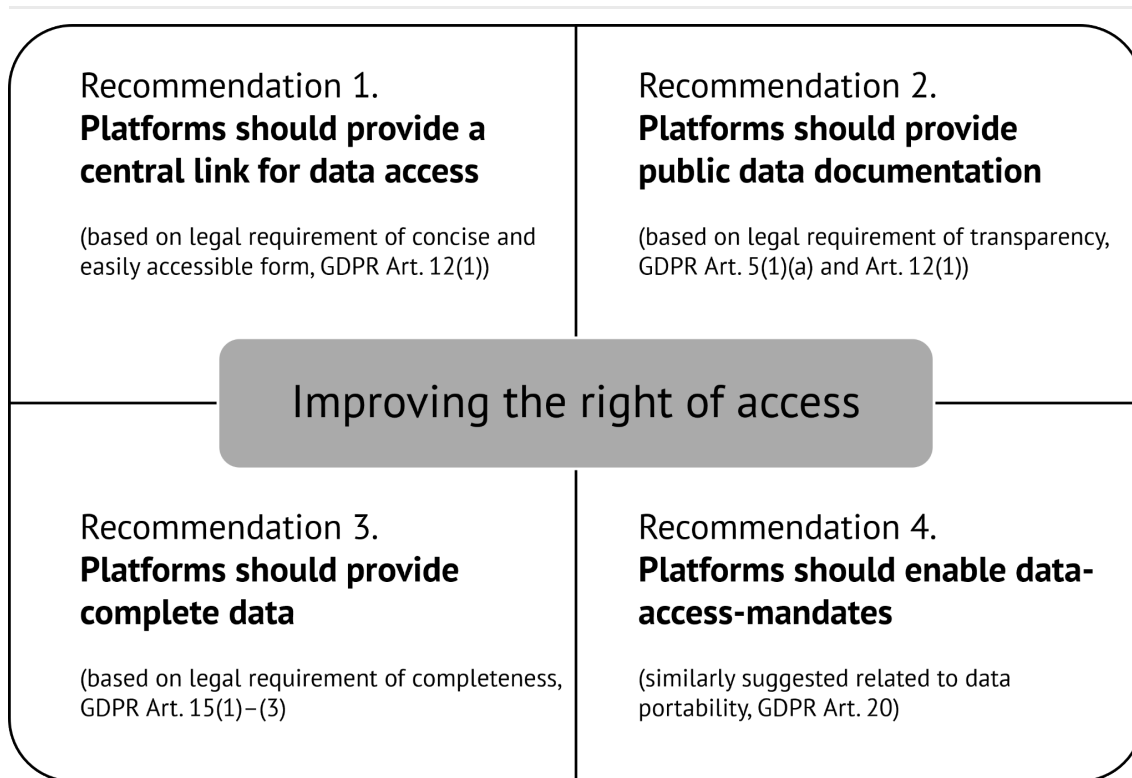 Recommendation 1.
Platforms should provide a
central link for data access
(based on legal requirement of concise and
easily accessible form, GDPR Art. 12(1))
Recommendation 2.
Platforms should provide
public data documentation
(based on legal requirement of transparency,
GDPR Art. 5(1)(a) and Art. 12(1))
Improving the right of access
Recommendation 3.
Platforms should provide
complete data
(based on legal requirement of completeness,
GDPR Art. 15(1)–(3)
Recommendation 4.
Platforms should enable data-
access-mandates
(similarly suggested related to data
portability, GDPR Art. 20)